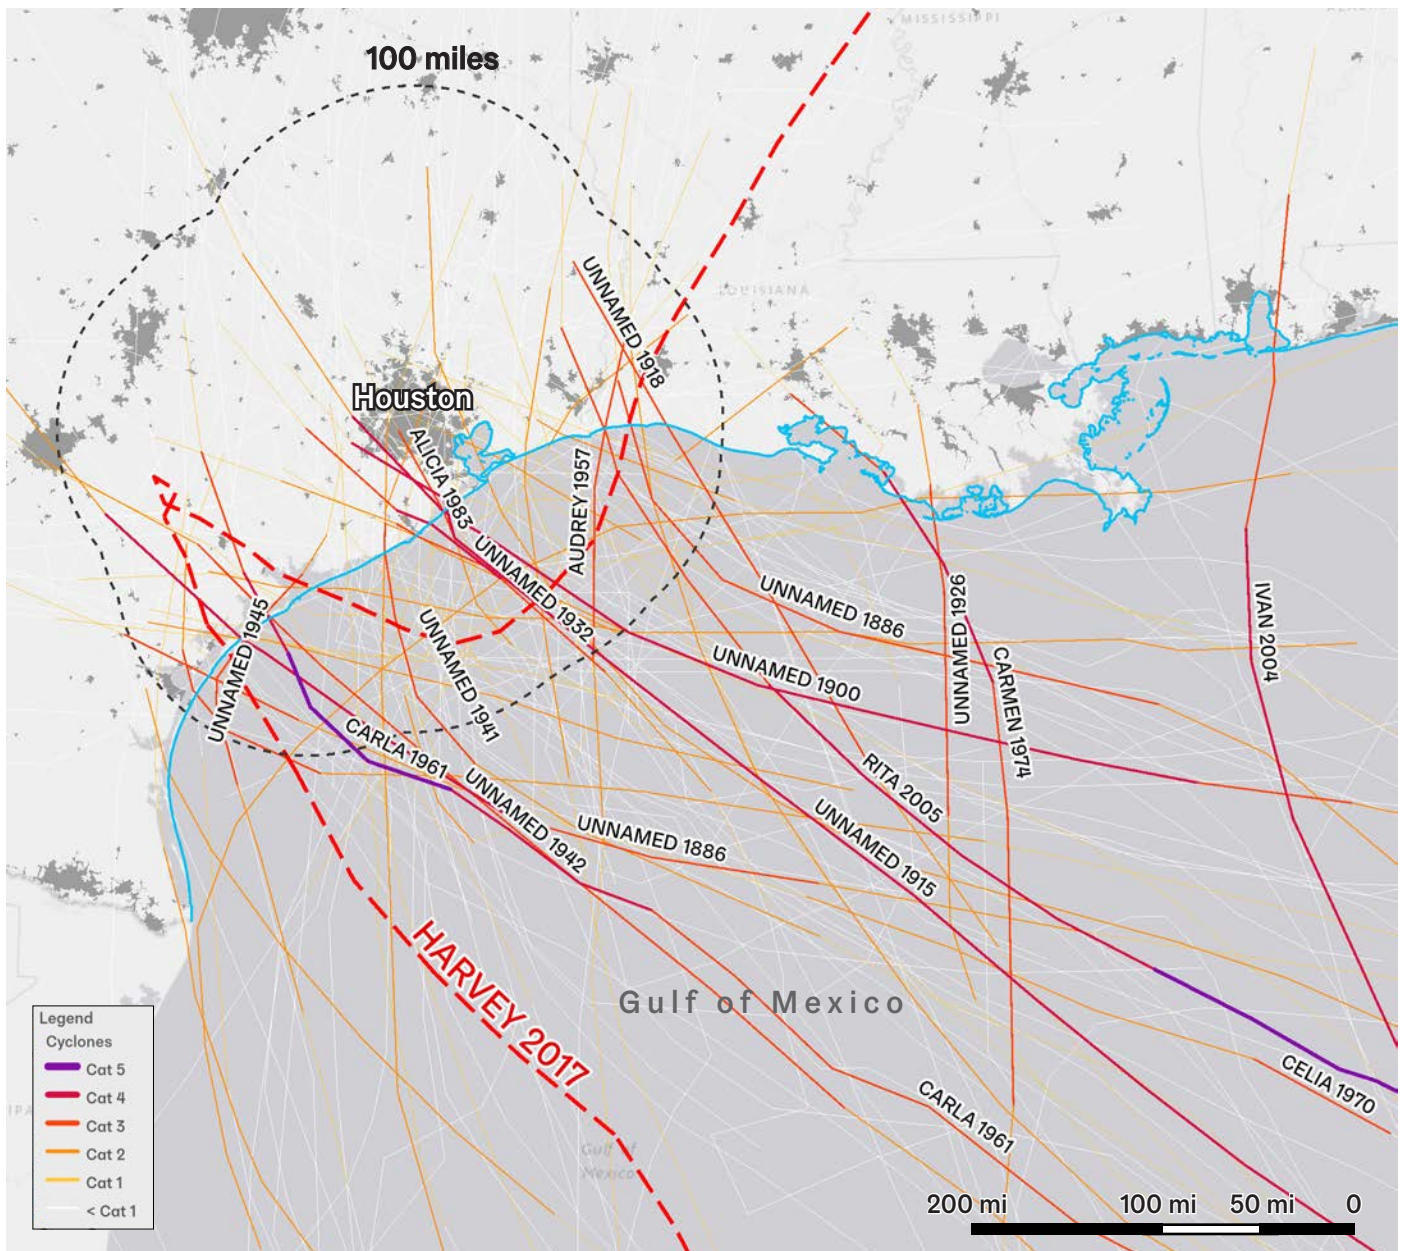 MISSISSIPPI
100 miles
UNNAMED 1918
LOUISIANA
Houston
ALICIA 1983
AUDREY 1957
UNNAMED 1932
UNNAMED 1886
UNNAMED 1926
IVAN 2004
UNNAMED 1945
UNNAMED 1941
UNNAMED 1900
CARMEN 1974
CARLA 1961
UNNAMED 1942
RITA 2005
UNNAMED 1886
UNNAMED 1915
HARVEY 2017
Gulf of Mexico
CELIA 1970
CARLA 1961
Gulf of
Mexico
Legend
Cyclones
Cat 5
Cat 4
Cat 3
Cat 2
Cat 1
< Cat 1
200 mi 100 mi 50 mi 0